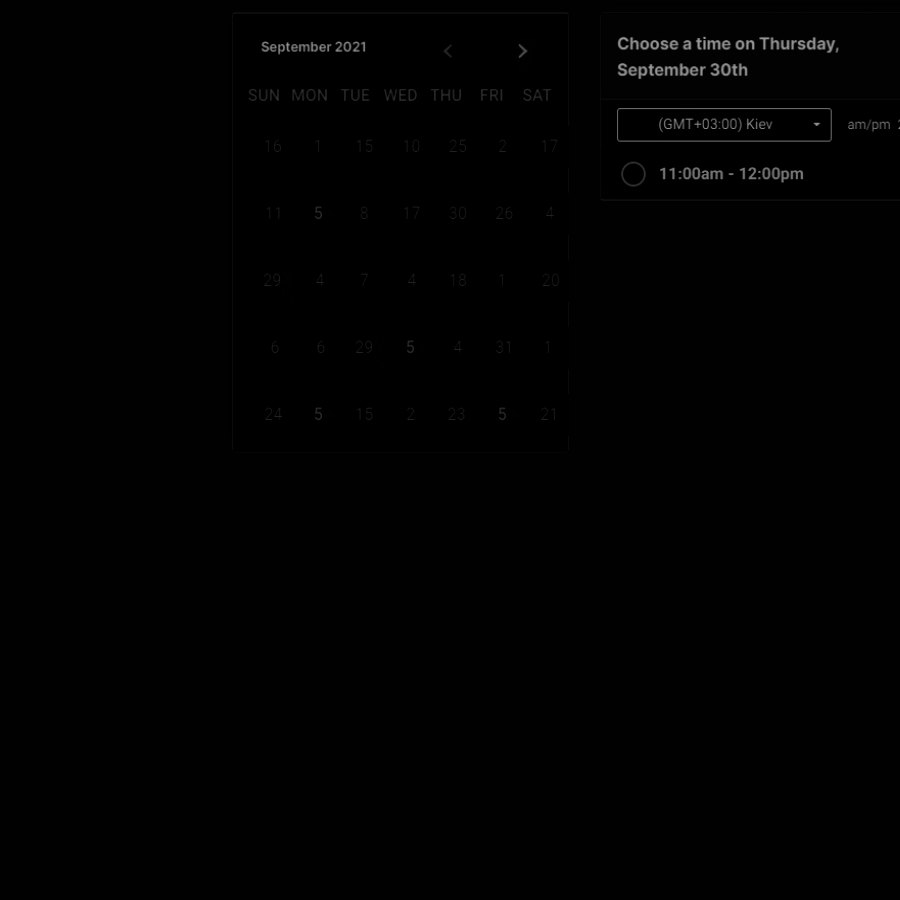 September 2021
SUN MON TUE WED THU FRI SAT
16 1 15 10 25 2 17
11 5 8 17 30 26 4
29 4 7 4 18 1 20
6 6 29 5 4 31 1
24 5 15 2 23 5 21
Choose a time on Thursday,
September 30th
(GMT+03:00) Kiev am/pm
11:00am - 12:00pm